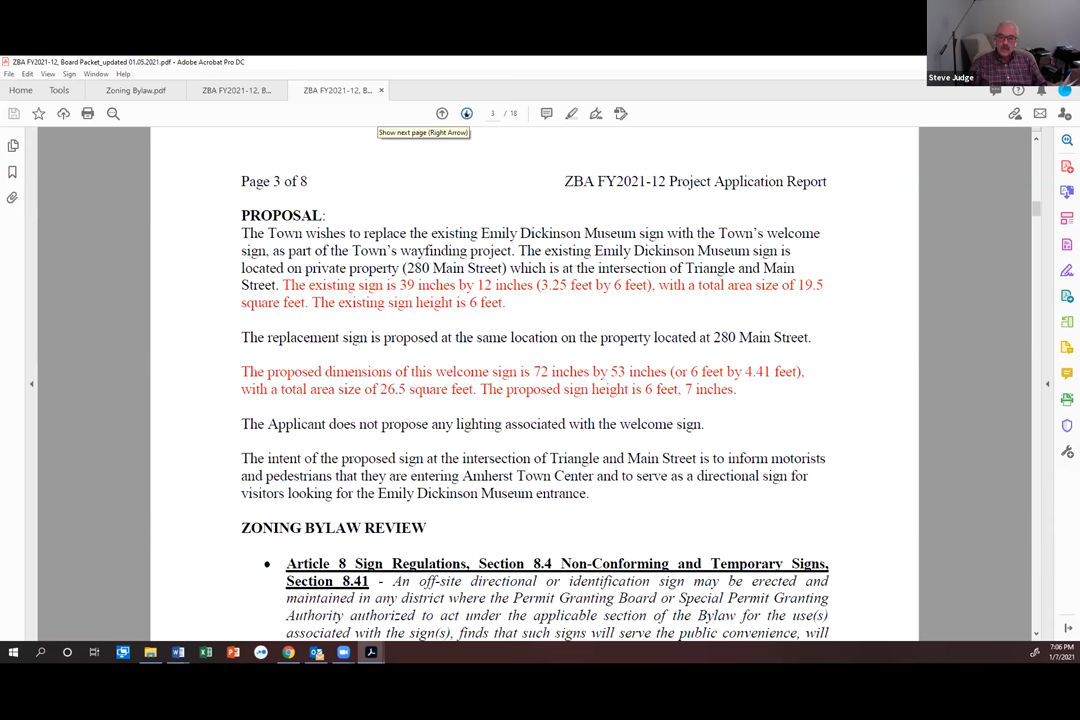 ZBA FY2021-12, Board Packet_updated 01.05.2021.pdf - Adobe Acrobat Pro DC
File Edit View Sign Window Help
Home Tools Zoning Bylaw.pdf ZBA FY2021-12, B... ZBA FY2021-12, B... ×
3 / 18
Show next page (Right Arrow)
Steve Judge
Page 3 of 8 ZBA FY2021-12 Project Application Report
PROPOSAL:
The Town wishes to replace the existing Emily Dickinson Museum sign with the Town's welcome
sign, as part of the Town's wayfinding project. The existing Emily Dickinson Museum sign is
located on private property (280 Main Street) which is at the intersection of Triangle and Main
Street. The existing sign is 39 inches by 12 inches (3.25 feet by 6 feet), with a total area size of 19.5
square feet. The existing sign height is 6 feet.
The replacement sign is proposed at the same location on the property located at 280 Main Street.
The proposed dimensions of this welcome sign is 72 inches by 53 inches (or 6 feet by 4.41 feet),
with a total area size of 26.5 square feet. The proposed sign height is 6 feet, 7 inches.
The Applicant does not propose any lighting associated with the welcome sign.
The intent of the proposed sign at the intersection of Triangle and Main Street is to inform motorists
and pedestrians that they are entering Amherst Town Center and to serve as a directional sign for
visitors looking for the Emily Dickinson Museum entrance.
ZONING BYLAW REVIEW
• Article 8 Sign Regulations, Section 8.4 Non-Conforming and Temporary Signs,
Section 8.41 - An off-site directional or identification sign may be erected and
maintained in any district where the Permit Granting Board or Special Permit Granting
Authority authorized to act under the applicable section of the Bylaw for the use(s)
associated with the sign(s), finds that such signs will serve the public convenience, will
7:06 PM
1/7/2021